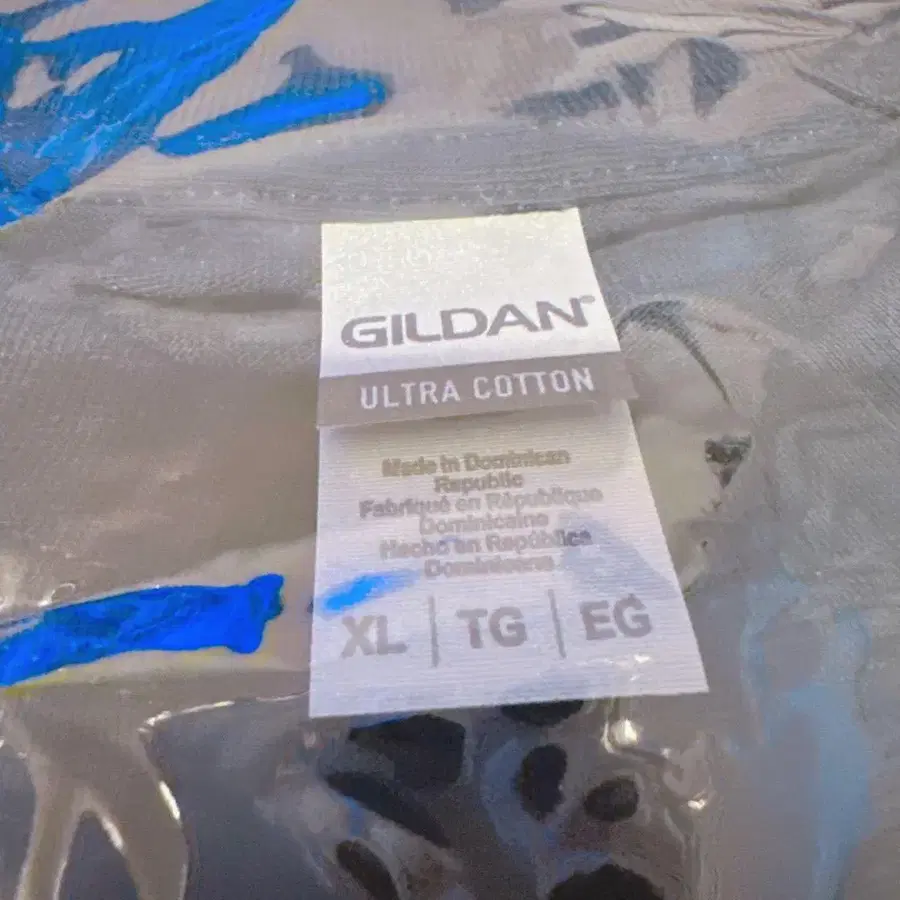 GILDAN®
ULTRA COTTON
Made in Dominican
Republic
Fabriqué en République
Dominicaine
Hecho en República
Dominicana
XL | TG | EG